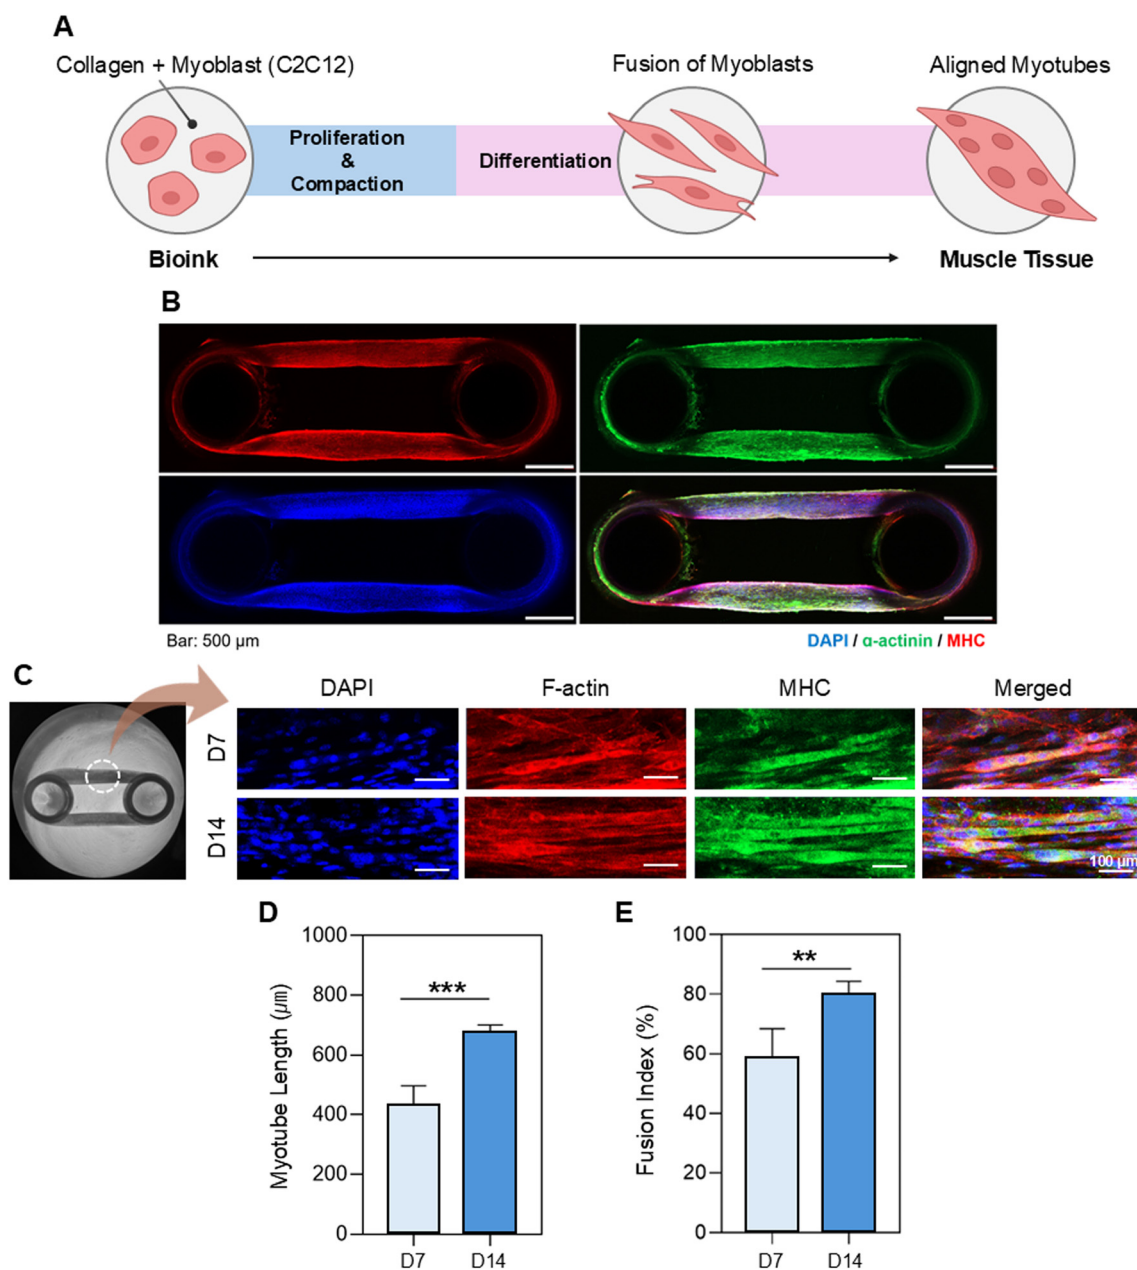 A
Collagen + Myoblast (C2C12)
Fusion of Myoblasts
Aligned Myotubes
Proliferation
&
Compaction
Differentiation
Bioink
Muscle Tissue
B
Bar: 500 μm
DAPI / α-actinin / MHC
C
DAPI
F-actin
MHC
Merged
D7
D14
100 μm
D
Myotube Length (㎛)
1000
800
600
400
200
0
***
D7
D14
E
Fusion Index (%)
100
80
60
40
20
0
**
D7
D14